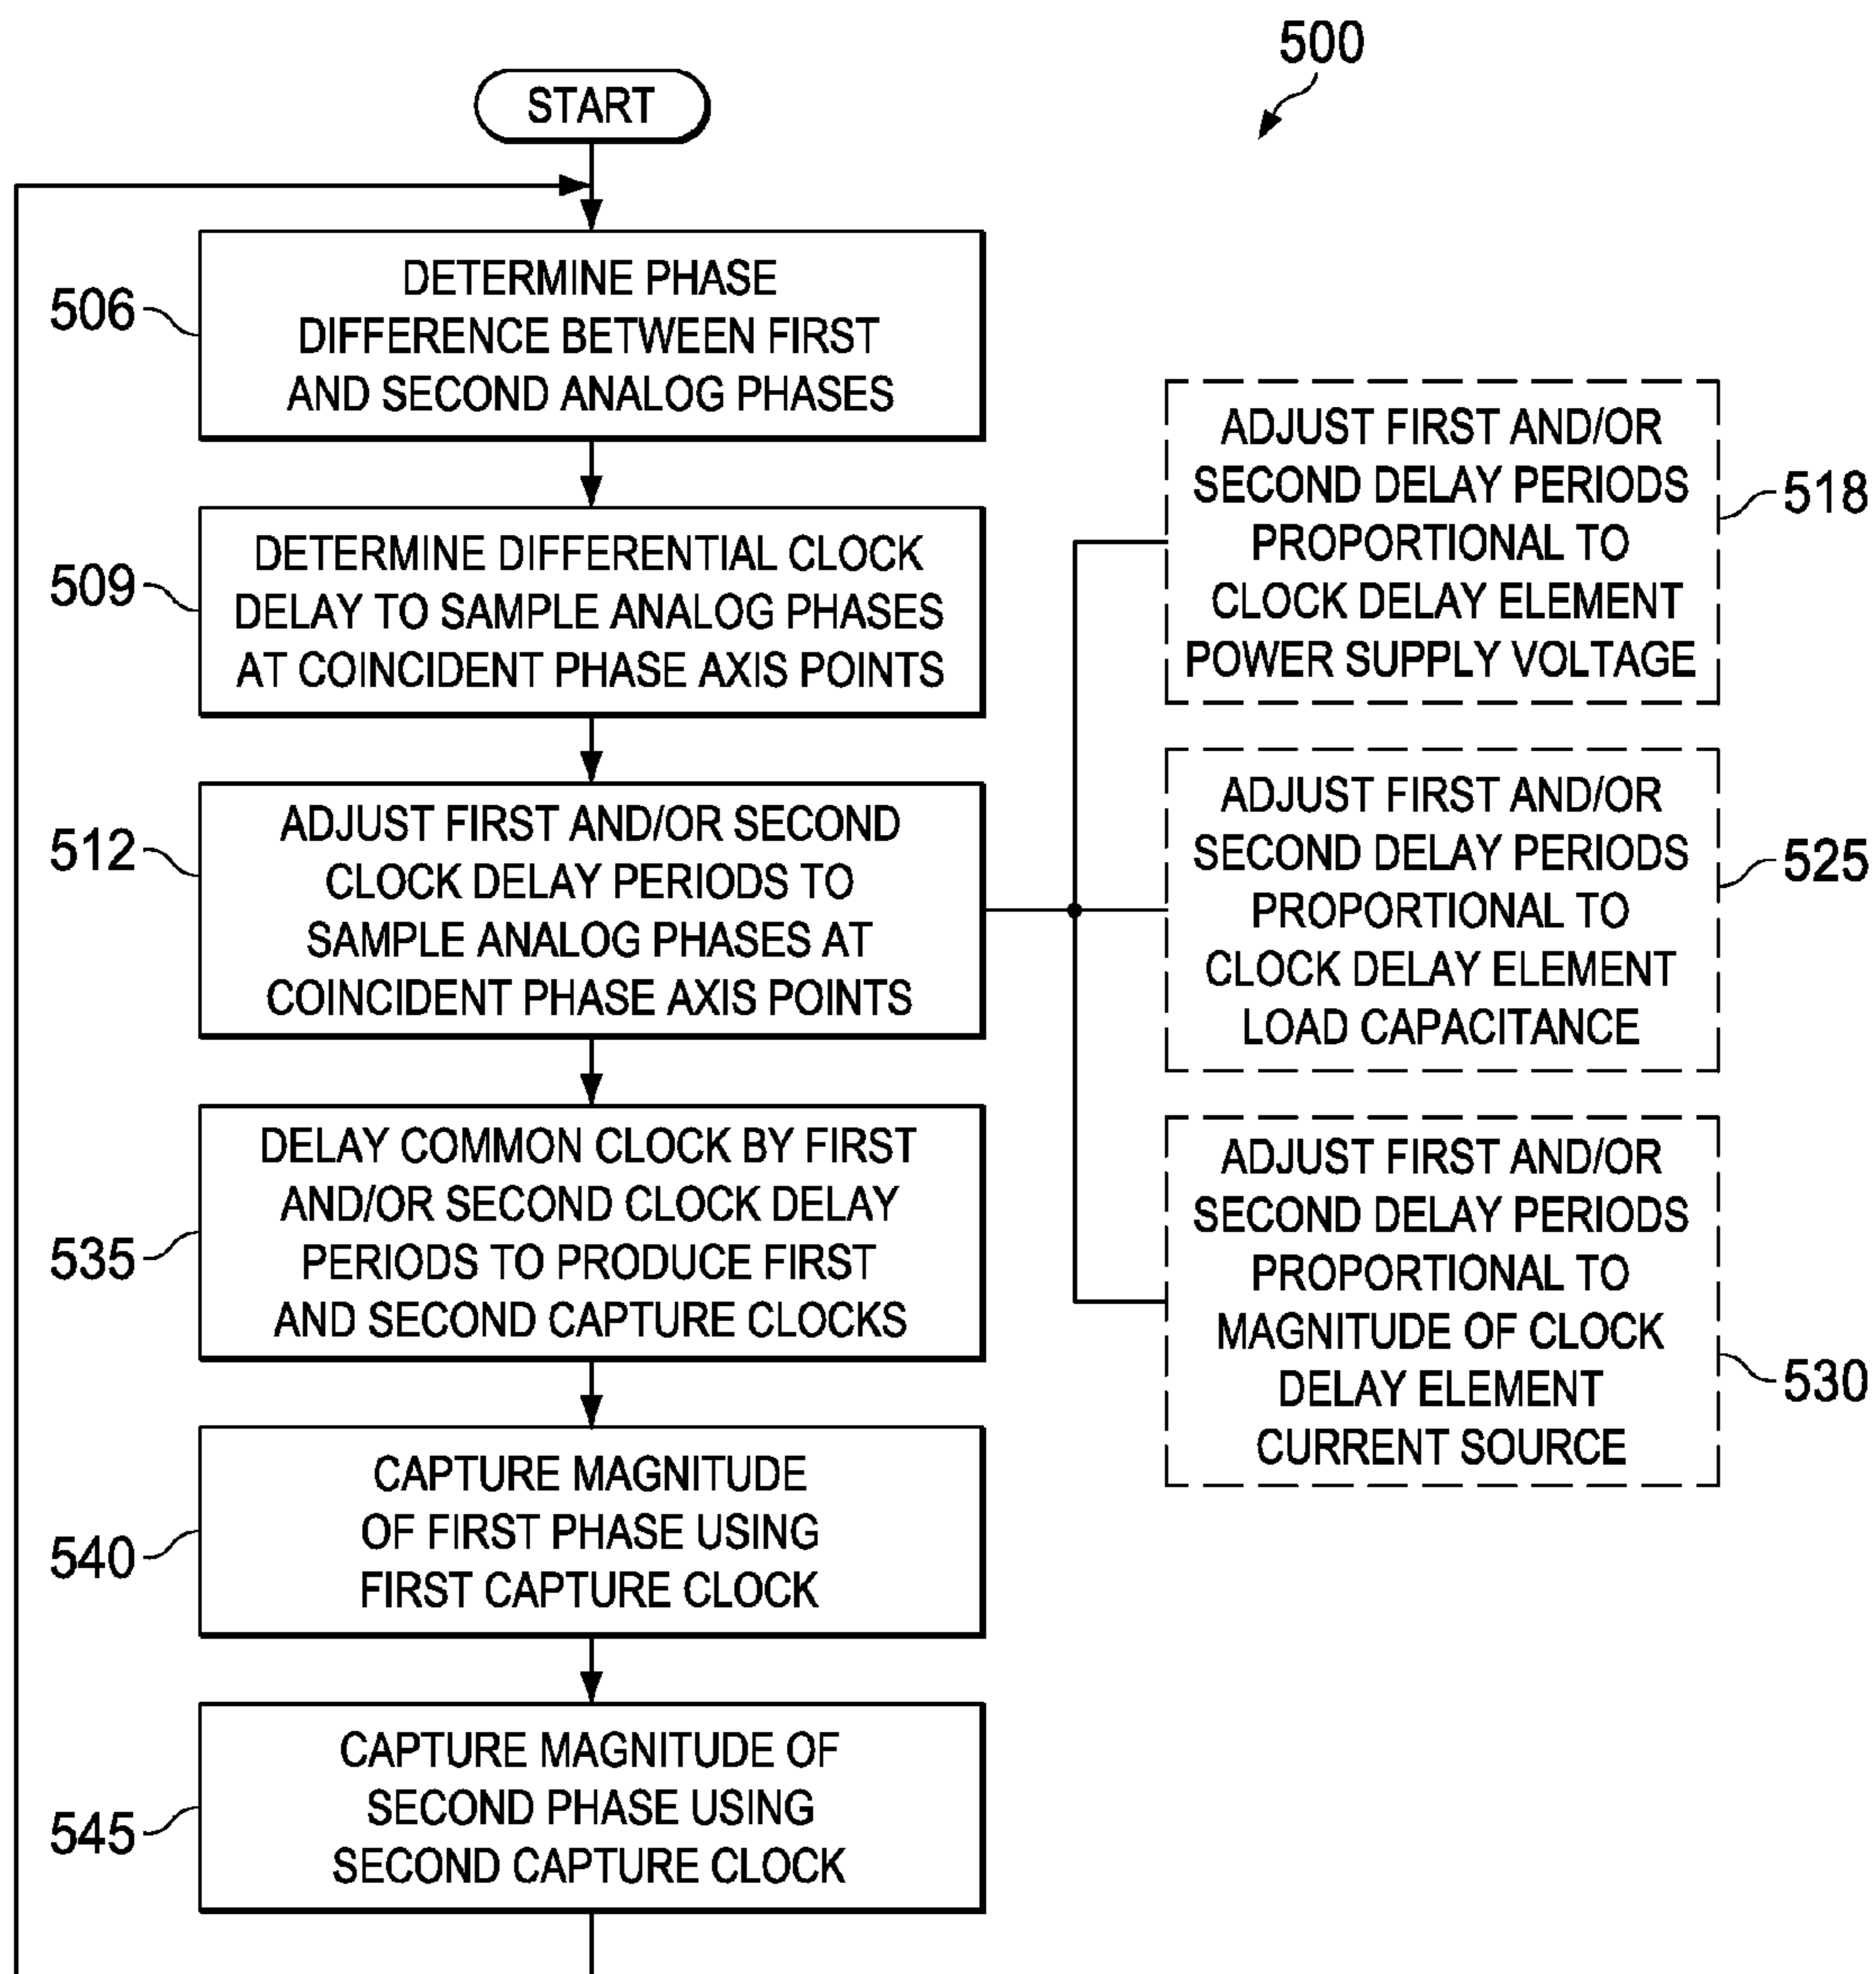 500
START
506
DETERMINE PHASE
DIFFERENCE BETWEEN FIRST
AND SECOND ANALOG PHASES
509
DETERMINE DIFFERENTIAL CLOCK
DELAY TO SAMPLE ANALOG PHASES
AT COINCIDENT PHASE AXIS POINTS
512
ADJUST FIRST AND/OR SECOND
CLOCK DELAY PERIODS TO
SAMPLE ANALOG PHASES AT
COINCIDENT PHASE AXIS POINTS
518
ADJUST FIRST AND/OR
SECOND DELAY PERIODS
PROPORTIONAL TO
CLOCK DELAY ELEMENT
POWER SUPPLY VOLTAGE
525
ADJUST FIRST AND/OR
SECOND DELAY PERIODS
PROPORTIONAL TO
CLOCK DELAY ELEMENT
LOAD CAPACITANCE
530
ADJUST FIRST AND/OR
SECOND DELAY PERIODS
PROPORTIONAL TO
MAGNITUDE OF CLOCK
DELAY ELEMENT
CURRENT SOURCE
535
DELAY COMMON CLOCK BY FIRST
AND/OR SECOND CLOCK DELAY
PERIODS TO PRODUCE FIRST
AND SECOND CAPTURE CLOCKS
540
CAPTURE MAGNITUDE
OF FIRST PHASE USING
FIRST CAPTURE CLOCK
545
CAPTURE MAGNITUDE OF
SECOND PHASE USING
SECOND CAPTURE CLOCK